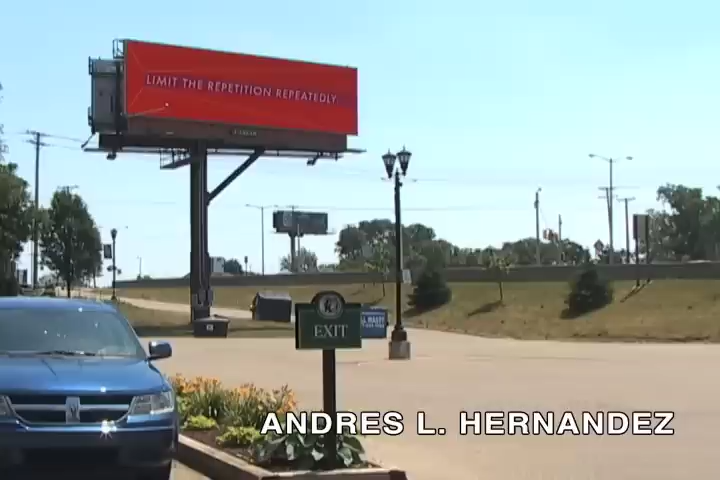 LIMIT THE REPETITION REPEATEDLY
EXIT
ANDRES L. HERNANDEZ